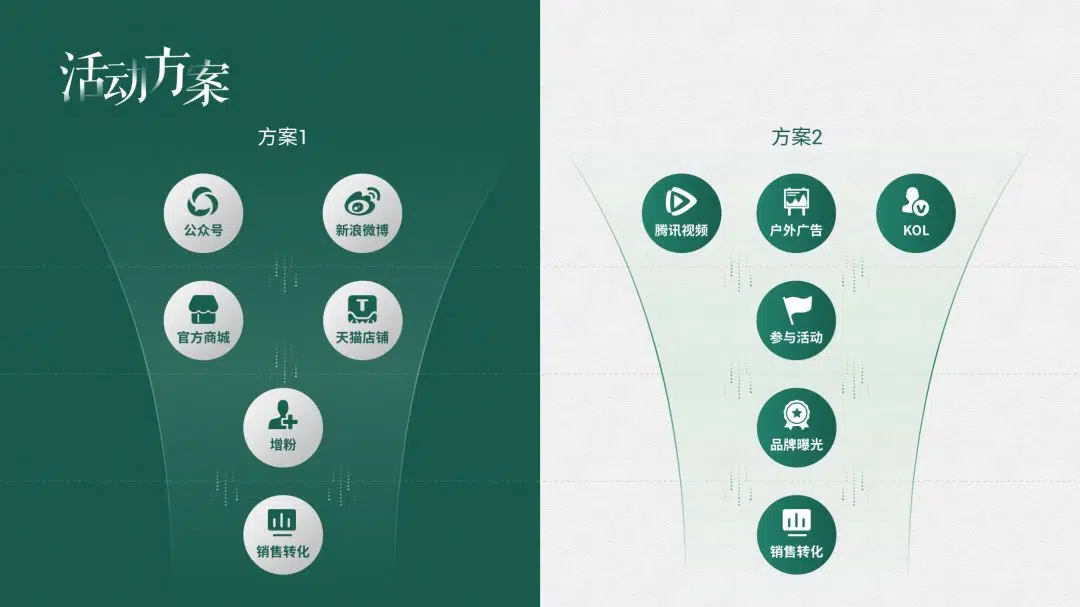 活动方案
方案1
公众号
新浪微博
官方商城
T
天猫店铺
增粉
销售转化
方案2
腾讯视频
户外广告
V
KOL
参与活动
品牌曝光
销售转化